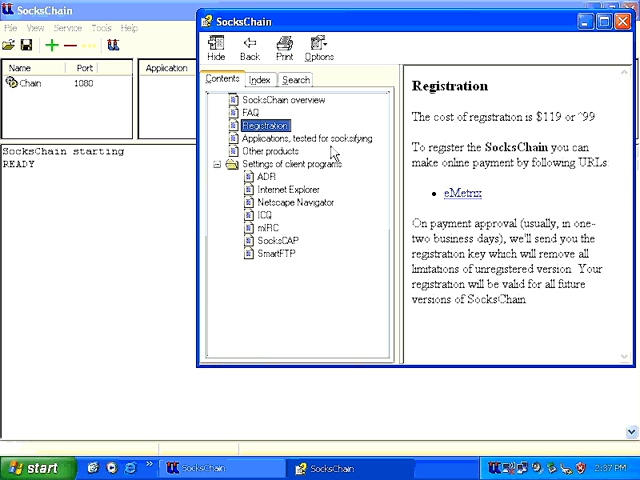 SocksChain
File View Service Tools Help
Name Port Application
Chain 1080
SocksChain starting
READY
SocksChain
Hide Back Print Options
Contents Index Search
SocksChain overview
FAQ
Registration
Applications, tested for socksifying
Other products
Settings of client programs
ADR
Internet Explorer
Netscape Navigator
ICQ
mIRC
SocksCAP
SmartFTP
Registration
The cost of registration is $119 or ˆ99
To register the SocksChain you can
make online payment by following URLs:
eMetrix
On payment approval (usually, in one-
two business days), we'll send you the
registration key which will remove all
limitations of unregistered version. Your
registration will be valid for all future
versions of SocksChain
start
SocksChain
SocksChain
2:37 PM